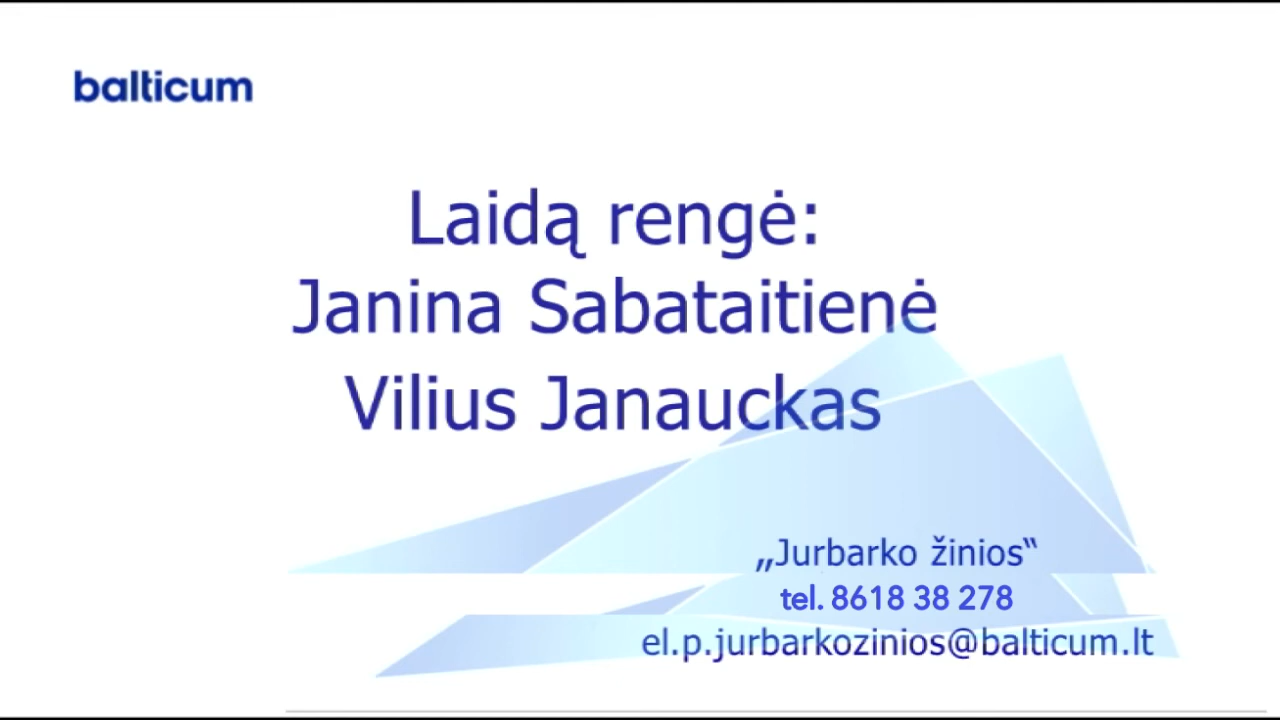 balticum
Laidą rengė:
Janina Sabataitienė
Vilius Janauckas
„Jurbarko žinios“
tel. 8618 38 278
el.p.jurbarkozinios@balticum.lt